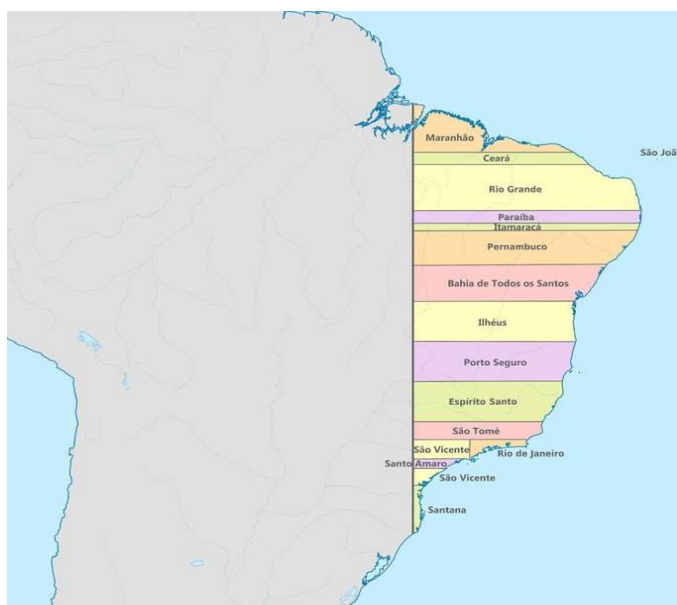 Maranhão
Ceará
São Joã
Rio Grande
Paraíba
Itamaracá
Pernambuco
Bahia de Todos os Santos
Ilhéus
Porto Seguro
Espírito Santo
São Tomé
São Vicente
Rio de Janeiro
Santo Amaro
São Vicente
Santana